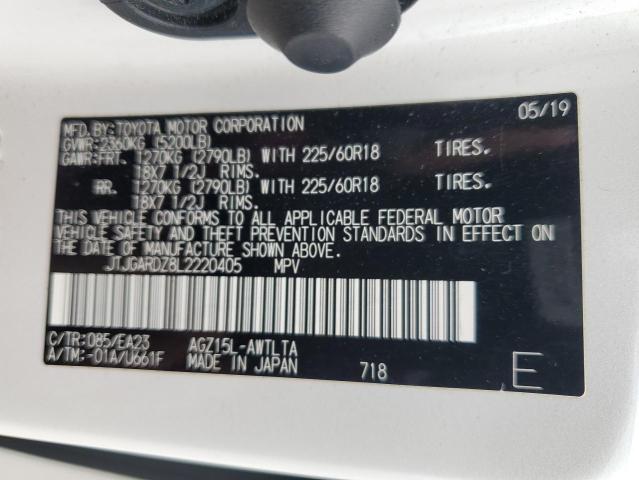 05/19
MFD.BY:TOYOTA MOTOR CORPORATION
GVWR:2360KG (5200LB)
GAWR:FRT. 1270KG (2790LB) WITH 225/60R18 TIRES.
18X7 1/2J RIMS.
RR. 1270KG (2790LB) WITH 225/60R18 TIRES.
18X7 1/2J RIMS.
THIS VEHICLE CONFORMS TO ALL APPLICABLE FEDERAL MOTOR
VEHICLE SAFETY AND THEFT PREVENTION STANDARDS IN EFFECT ON
THE DATE OF MANUFACTURE SHOWN ABOVE.
JTJGARDZ8L2220405 MPV
C/TR:085/EA23 AGZ15L-AWTLTA
A/TM:-01A/U661F MADE IN JAPAN 718 E